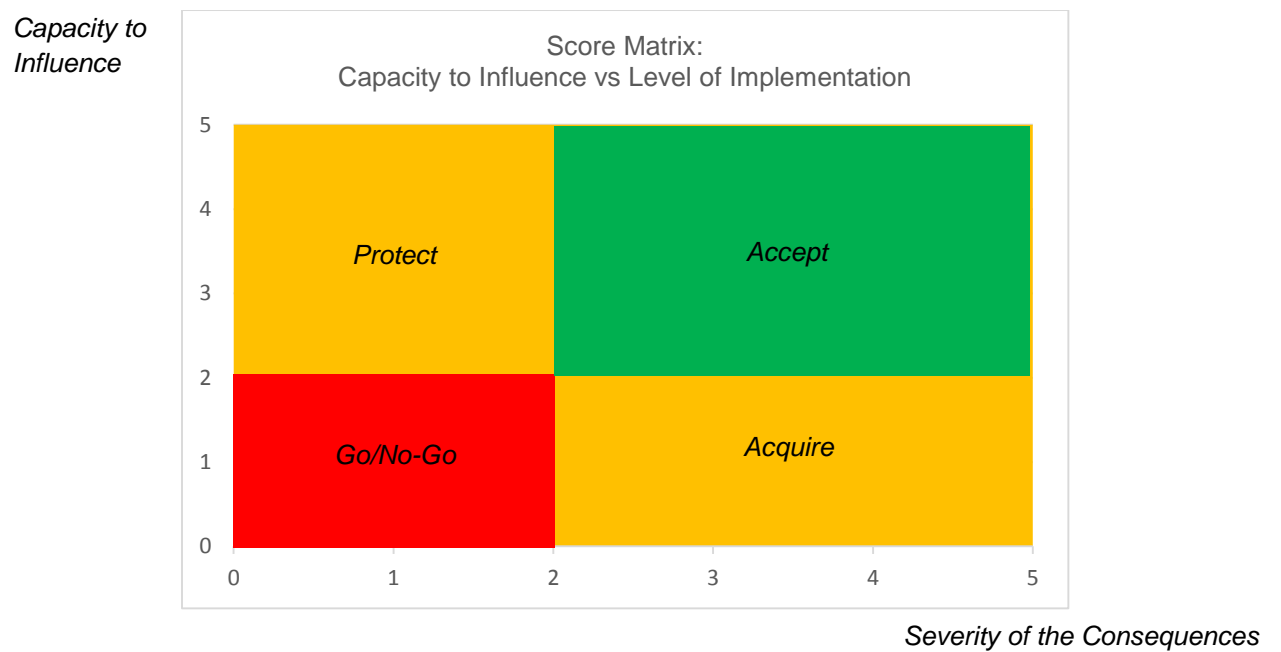 Capacity to
Influence
Score Matrix:
Capacity to Influence vs Level of Implementation
5
4
Protect
Accept
3
2
Go/No-Go
Acquire
1
0
0 1 2 3 4 5
Severity of the Consequences